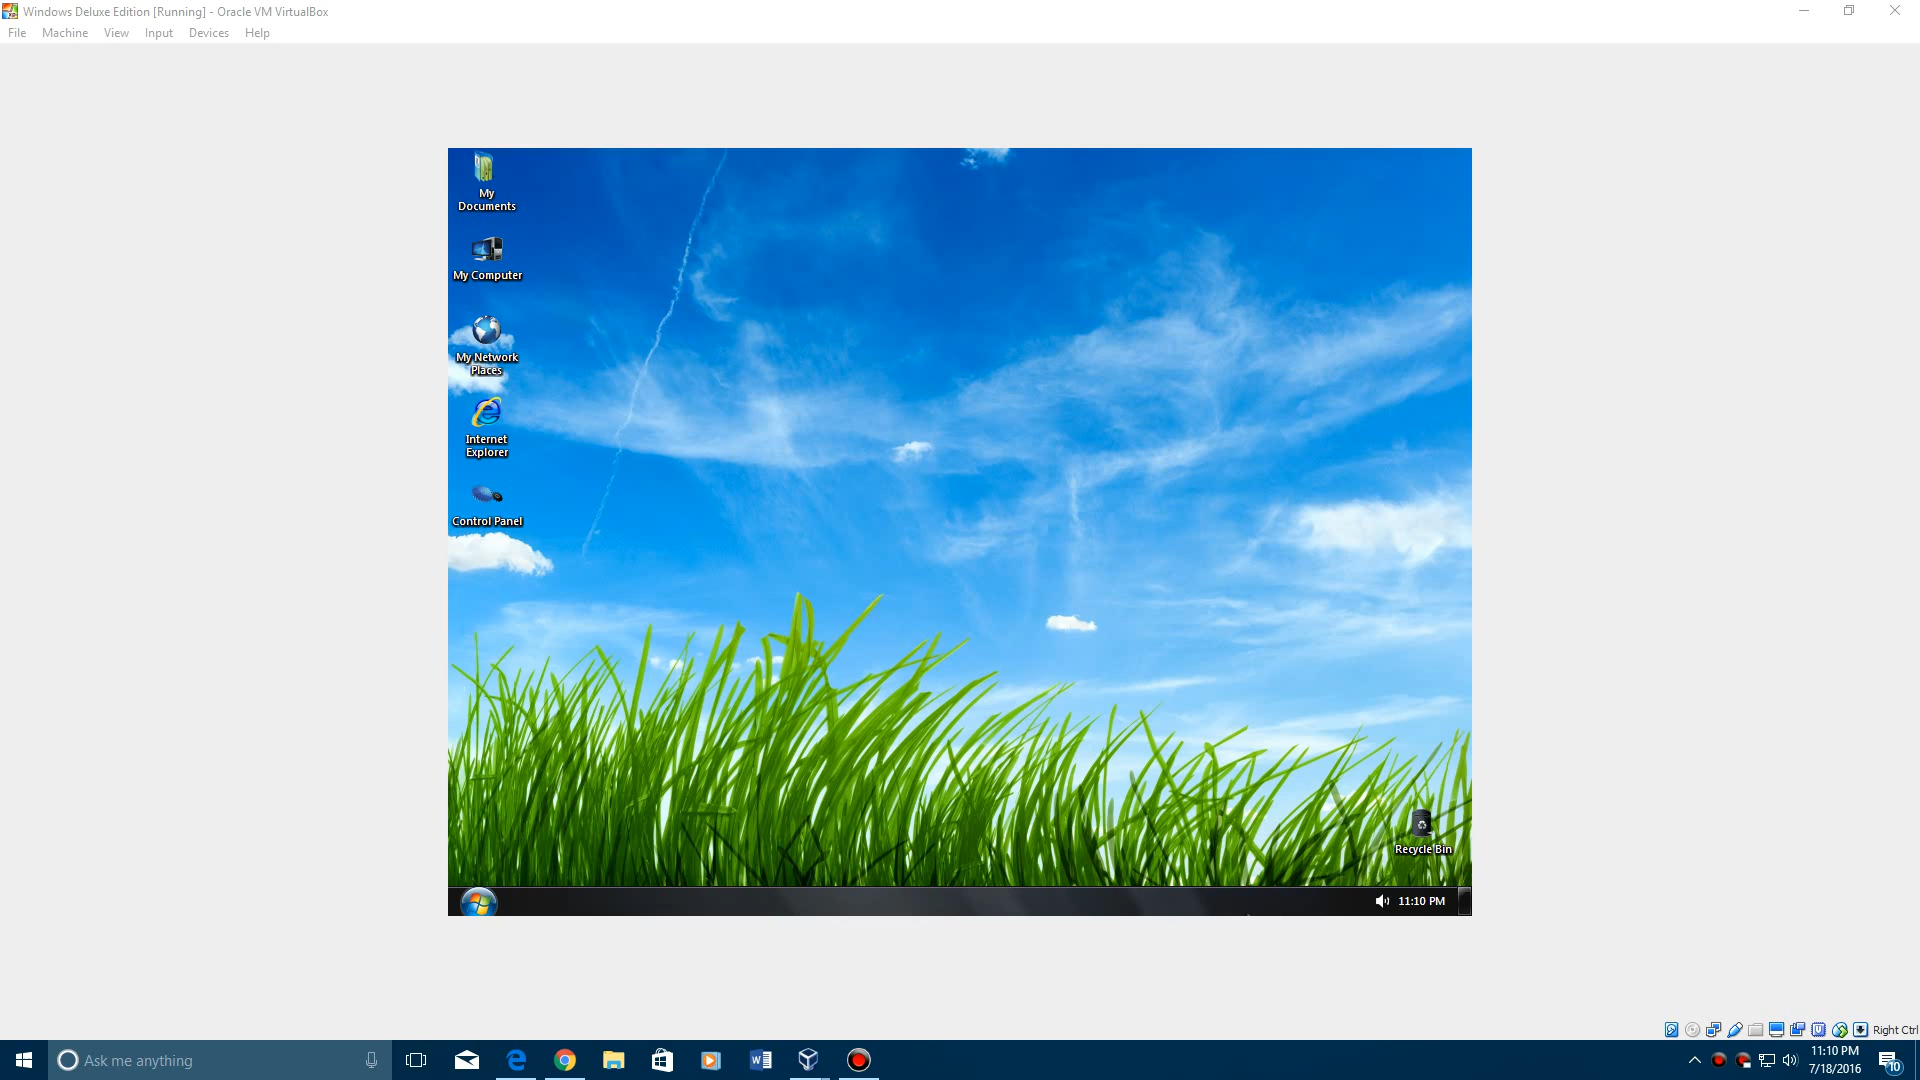 Windows Deluxe Edition [Running] - Oracle VM VirtualBox
File Machine View Input Devices Help
My
Documents
My Computer
My Network
Places
Internet
Explorer
Control Panel
Recycle Bin
11:10 PM
Right Ctrl
Ask me anything
11:10 PM
7/18/2016
10